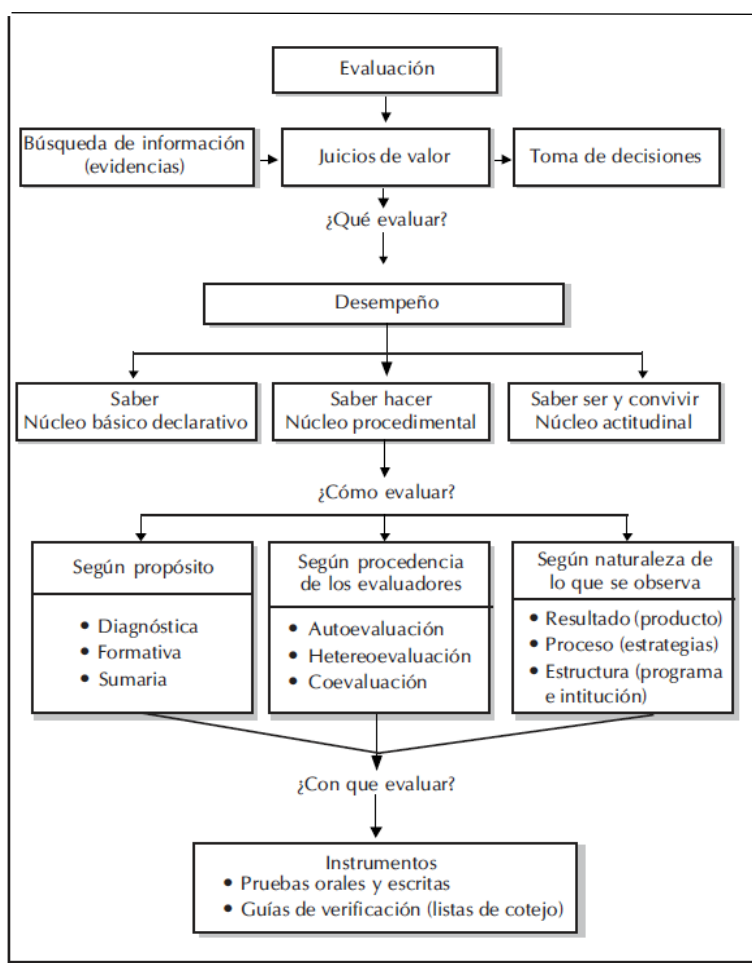 Evaluación
Búsqueda de información
(evidencias)
Juicios de valor
Toma de decisiones
¿Qué evaluar?
Desempeño
Saber
Núcleo básico declarativo
Saber hacer
Núcleo procedimental
Saber ser y convivir
Núcleo actitudinal
¿Cómo evaluar?
Según propósito
• Diagnóstica
• Formativa
• Sumaria
Según procedencia
de los evaluadores
• Autoevaluación
• Hetereoevaluación
• Coevaluación
Según naturaleza de
lo que se observa
• Resultado (producto)
• Proceso (estrategias)
• Estructura (programa
e intitución)
¿Con que evaluar?
Instrumentos
• Pruebas orales y escritas
• Guías de verificación (listas de cotejo)